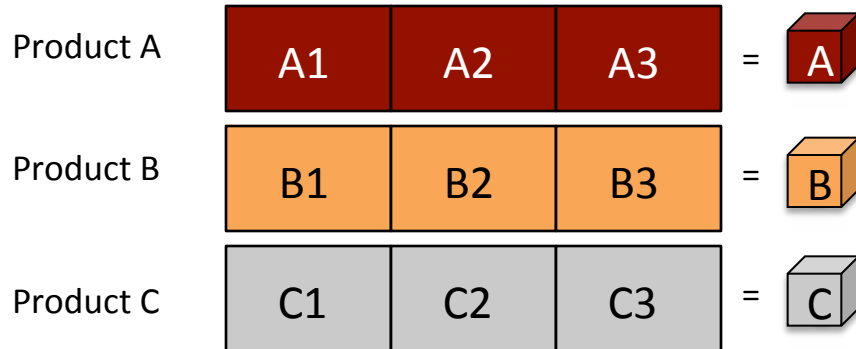 Product A A1 A2 A3 = A
Product B B1 B2 B3 = B
Product C C1 C2 C3 = C